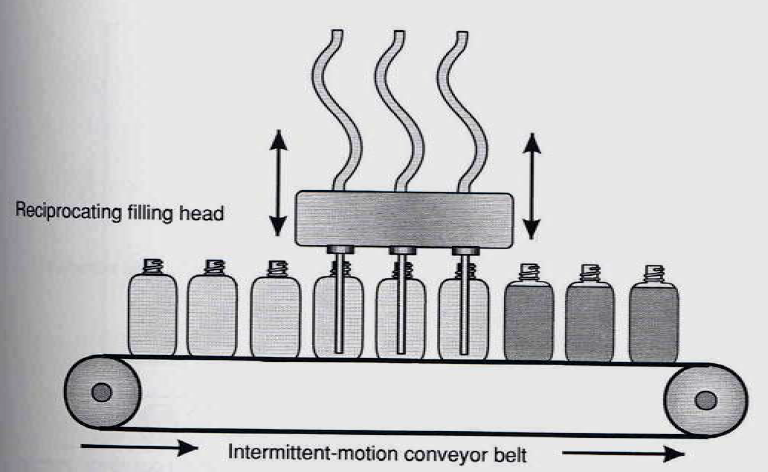 Reciprocating filling head
Intermittent-motion conveyor belt